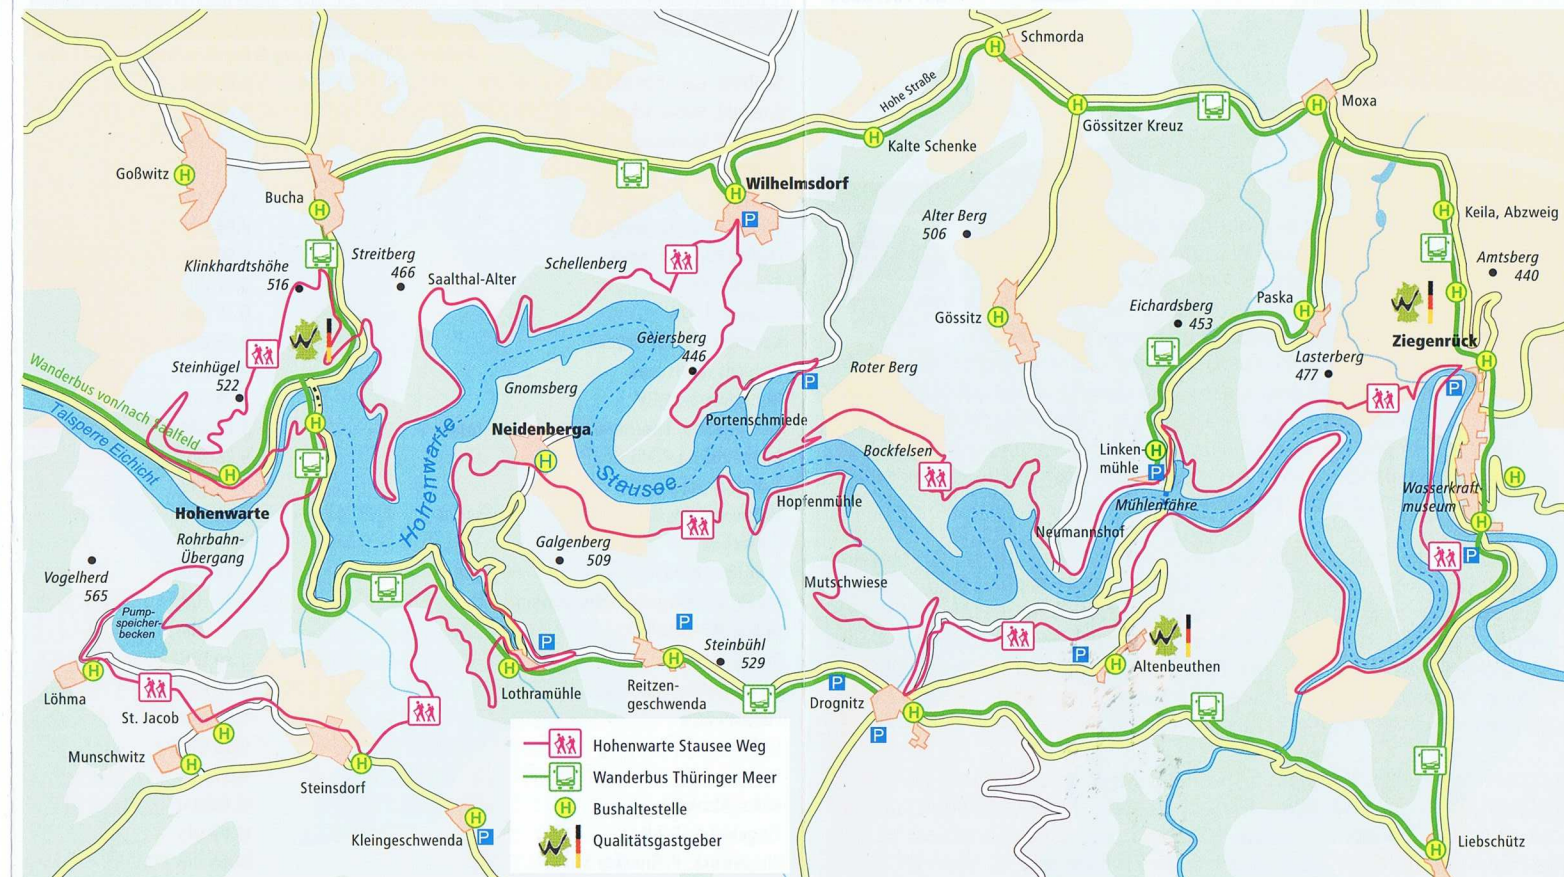 Schmorda
Hohe Straße
Moxa
Gössitzer Kreuz
Kalte Schenke
Goßwitz
Wilhelmsdorf
P
Bucha
Keila, Abzweig
Alter Berg
506
Klinkhardtshöhe
516
Streitberg
466
Saalthal-Alter
Schellenberg
Amtsberg
440
Gössitz
Eichardsberg
453
Paska
Ziegenrück
Geiersberg
446
Steinhügel
522
Lasterberg
477
Roter Berg
P
P
Wanderbus von/nach Saalfeld
Talsperre Eichicht
Gnomsberg
Portenschmiede
Neidenberga
Bockfelsen
Linken-
mühle
P
Hohenwarte
Stausee
Hohenwarte
Hopfenmühle
Mühlenfähre
Wasserkraft-
museum
Neumannshof
Rohrbahn-
Übergang
Galgenberg
509
P
Vogelherd
565
Mutschwiese
Pump-
speicher-
becken
P
P
Steinbühl
529
P
Altenbeuthen
Löhma
Lothramühle
Reitzen-
geschwenda
P
Drognitz
St. Jacob
P
Munschwitz
Steinsdorf
Kleingeschwenda
P
Liebschütz
Hohenwarte Stausee Weg
Wanderbus Thüringer Meer
H Bushaltestelle
Qualitätsgastgeber